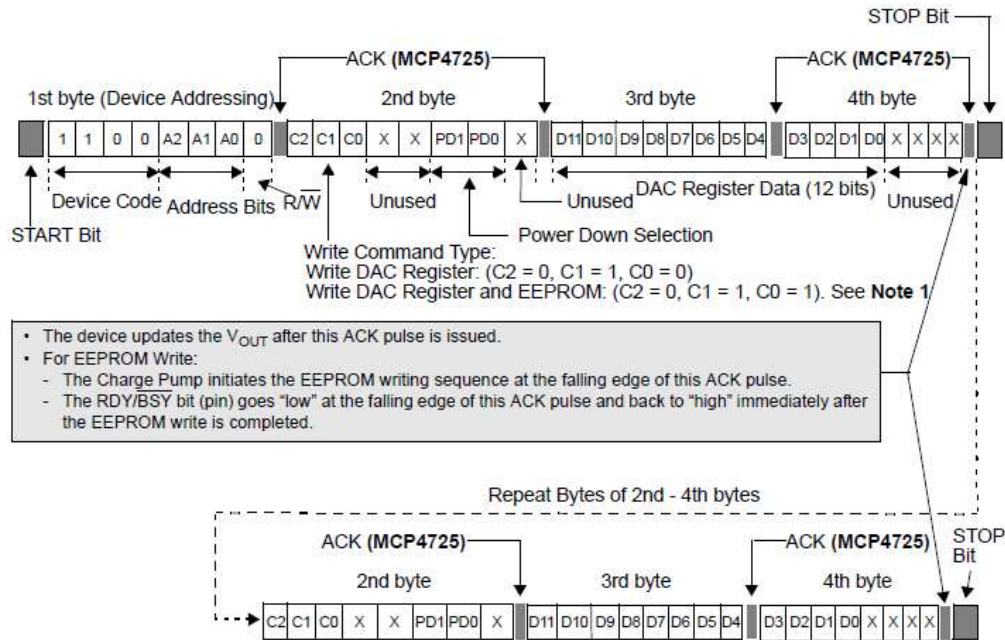 STOP Bit
ACK (MCP4725) ACK (MCP4725)
1st byte (Device Addressing) 2nd byte 3rd byte 4th byte
1 1 0 0 A2 A1 A0 0 C2 C1 C0 X X PD1 PD0 X D11 D10 D9 D8 D7 D6 D5 D4 D3 D2 D1 D0 X X X X
Device Code Address Bits R/W̅ Unused Unused DAC Register Data (12 bits) Unused
START Bit Power Down Selection
Write Command Type:
Write DAC Register: (C2 = 0, C1 = 1, C0 = 0)
Write DAC Register and EEPROM: (C2 = 0, C1 = 1, C0 = 1). See Note 1
• The device updates the VOUT after this ACK pulse is issued.
• For EEPROM Write:
- The Charge Pump initiates the EEPROM writing sequence at the falling edge of this ACK pulse.
- The RDY/B̅S̅Y̅ bit (pin) goes “low” at the falling edge of this ACK pulse and back to “high” immediately after
the EEPROM write is completed.
Repeat Bytes of 2nd - 4th bytes
ACK (MCP4725) ACK (MCP4725) STOP
Bit
2nd byte 3rd byte 4th byte
C2 C1 C0 X X PD1 PD0 X D11 D10 D9 D8 D7 D6 D5 D4 D3 D2 D1 D0 X X X X